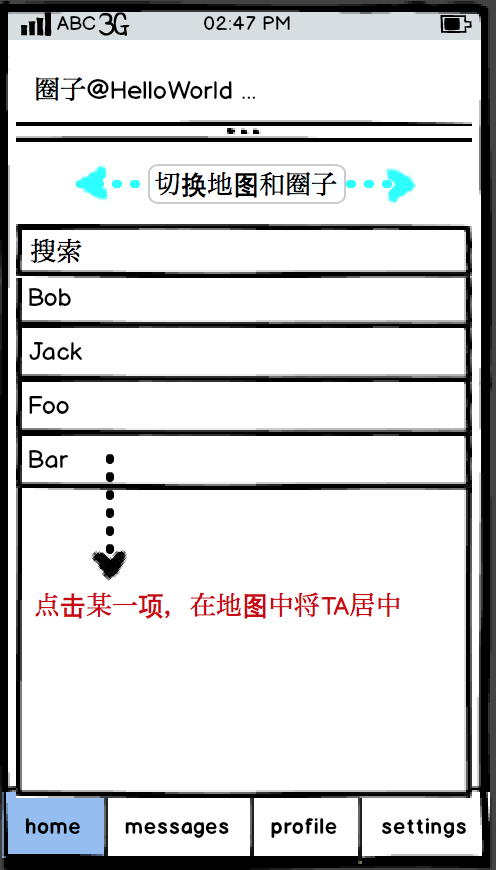 ABC 3G 02:47 PM
圈子@HelloWorld ...
切换地图和圈子
搜索
Bob
Jack
Foo
Bar
点击某一项，在地图中将TA居中
home messages profile settings